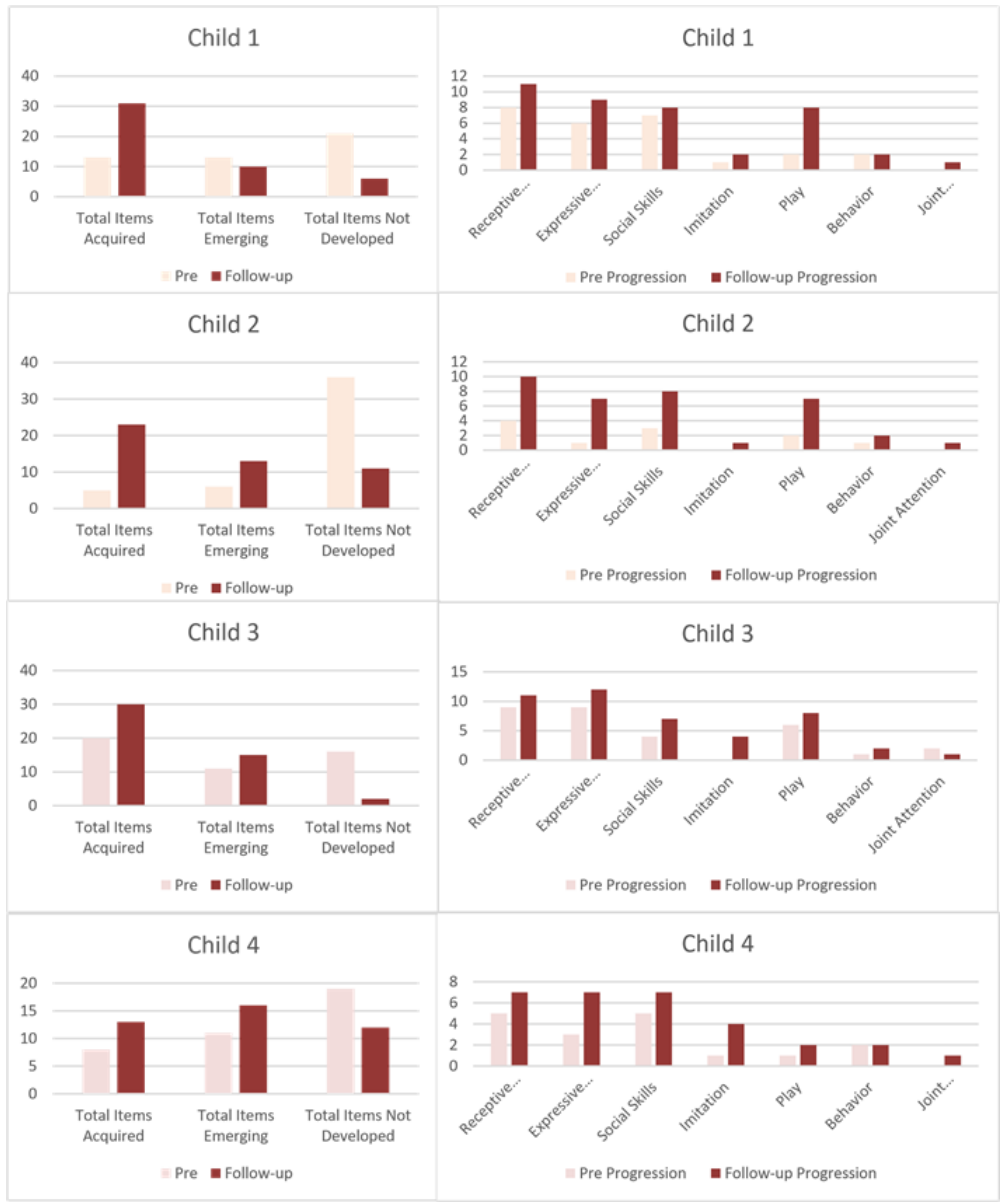 Child 1
40
30
20
10
0
Total Items
Acquired
Total Items
Emerging
Total Items Not
Developed
Pre Follow-up
Child 1
12
10
8
6
4
2
0
Receptive...
Expressive...
Social Skills
Imitation
Play
Behavior
Joint...
Pre Progression Follow-up Progression
Child 2
40
30
20
10
0
Total Items
Acquired
Total Items
Emerging
Total Items Not
Developed
Pre Follow-up
Child 2
12
10
8
6
4
2
0
Receptive...
Expressive...
Social Skills
Imitation
Play
Behavior
Joint Attention
Pre Progression Follow-up Progression
Child 3
40
30
20
10
0
Total Items
Acquired
Total Items
Emerging
Total Items Not
Developed
Pre Follow-up
Child 3
15
10
5
0
Receptive...
Expressive...
Social Skills
Imitation
Play
Behavior
Joint Attention
Pre Progression Follow-up Progression
Child 4
20
15
10
5
0
Total Items
Acquired
Total Items
Emerging
Total Items Not
Developed
Pre Follow-up
Child 4
8
6
4
2
0
Receptive...
Expressive...
Social Skills
Imitation
Play
Behavior
Joint...
Pre Progression Follow-up Progression